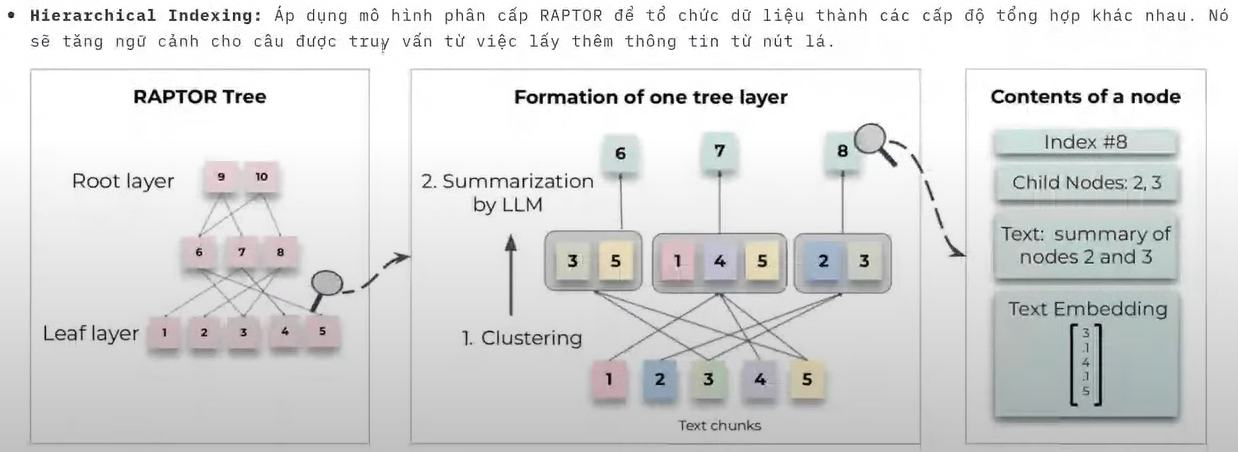 • Hierarchical Indexing: Áp dụng mô hình phân cấp RAPTOR để tổ chức dữ liệu thành các cấp độ tổng hợp khác nhau. Nó
sẽ tăng ngữ cảnh cho câu được truy vấn từ việc lấy thêm thông tin từ nút lá.
RAPTOR Tree
Root layer
9 10
6 7 8
Leaf layer
1 2 3 4 5
Formation of one tree layer
6 7 8
2. Summarization
by LLM
3 5 1 4 5 2 3
1. Clustering
1 2 3 4 5
Text chunks
Contents of a node
Index #8
Child Nodes: 2, 3
Text: summary of
nodes 2 and 3
Text Embedding
3
.1
4
.1
5